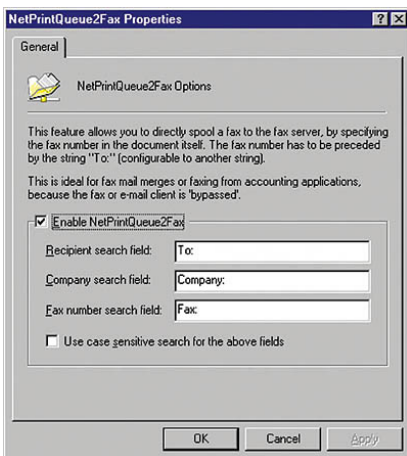 NetPrintQueue2Fax Properties
General
NetPrintQueue2Fax Options
This feature allows you to directly spool a fax to the fax server, by specifying
the fax number in the document itself. The fax number has to be preceded
by the string "To:" (configurable to another string).
This is ideal for fax mail merges or faxing from accounting applications,
because the fax or e-mail client is 'bypassed'.
Enable NetPrintQueue2Fax
Recipient search field: To:
Company search field: Company:
Fax number search field: Fax:
Use case sensitive search for the above fields
OK Cancel Apply